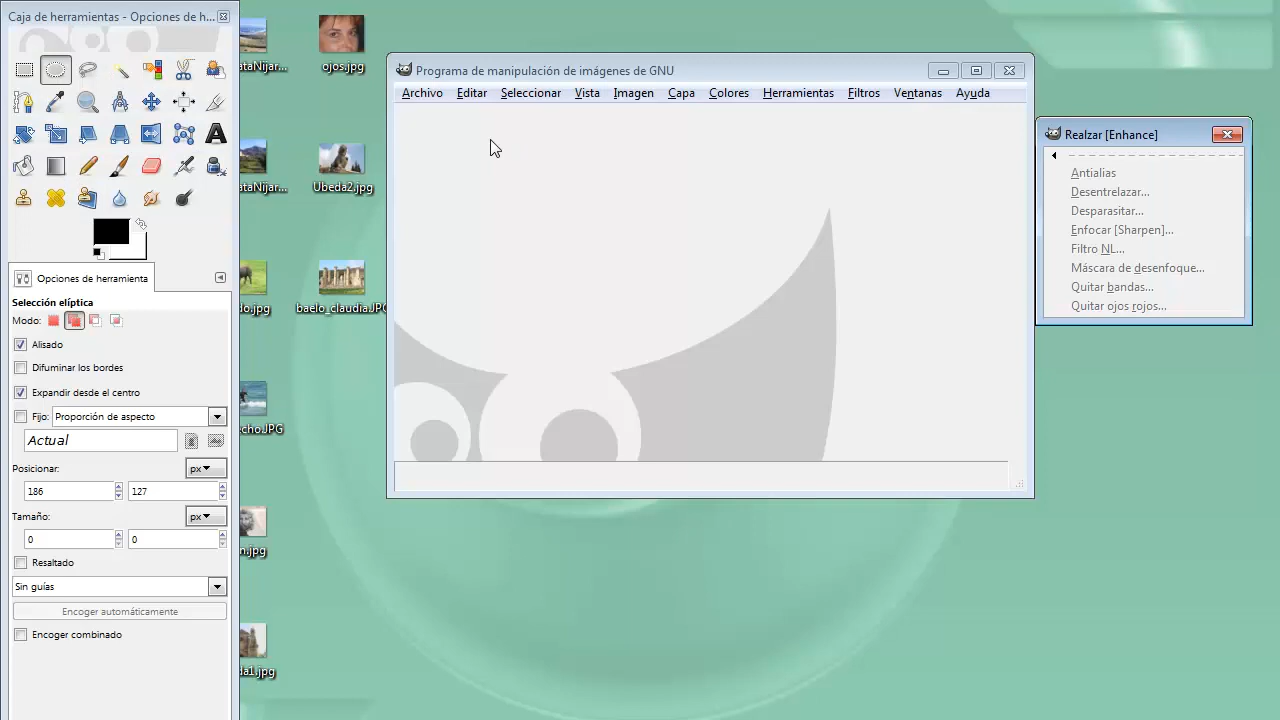 Caja de herramientas - Opciones de h...
Opciones de herramienta
Selección elíptica
Modo:
Alisado
Difuminar los bordes
Expandir desde el centro
Fijo: Proporción de aspecto
Actual
Posicionar: px
186 127
Tamaño: px
0 0
Resaltado
Sin guías
Encoger automáticamente
Encoger combinado
ataNijar...
ojos.jpg
ataNijar...
Ubeda2.jpg
do.jpg
baelo_claudia.JPG
echo.JPG
n.jpg
da1.jpg
Programa de manipulación de imágenes de GNU
Archivo Editar Seleccionar Vista Imagen Capa Colores Herramientas Filtros Ventanas Ayuda
Realzar [Enhance]
Antialias
Desentrelazar...
Desparasitar...
Enfocar [Sharpen]...
Filtro NL...
Máscara de desenfoque...
Quitar bandas...
Quitar ojos rojos...